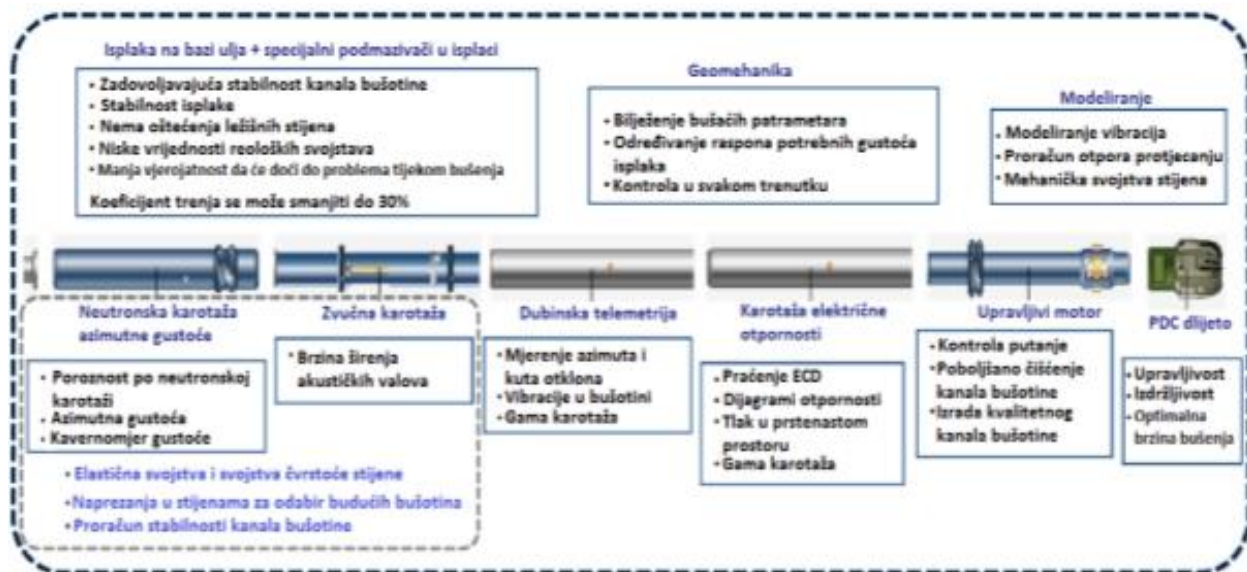 Isplaka na bazi ulja + specijalni podmazivači u isplaci
• Zadovoljavajuća stabilnost kanala bušotine
• Stabilnost isplake
• Nema oštećenja ležišnih stijena
• Niske vrijednosti reoloških svojstava
• Manja vjerojatnost da će doći do problema tijekom bušenja
Koeficijent trenja se može smanjiti do 30%
Geomehanika
• Bilježenje bušaćih patrametara
• Određivanje raspona potrebnih gustoća
isplaka
• Kontrola u svakom trenutku
Modeliranje
• Modeliranje vibracija
• Proračun otpora protjecanju
• Mehanička svojstva stijena
Neutronska karotaža
azimutne gustoće
• Poroznost po neutronskoj
karotaži
• Azimutna gustoća
• Kavernomjer gustoće
Zvučna karotaža
• Brzina širenja
akustičkih valova
• Elastična svojstva i svojstva čvrstoće stijene
• Naprezanja u stijenama za odabir budućih bušotina
• Proračun stabilnosti kanala bušotine
Dubinska telemetrija
• Mjerenje azimuta i
kuta otklona
• Vibracije u bušotini
• Gama karotaža
Karotaža električne
otpornosti
• Praćenje ECD
• Dijagrami otpornosti
• Tlak u prstenastom
prostoru
• Gama karotaža
Upravljivi motor
• Kontrola putanje
• Poboljšano čišćenje
kanala bušotine
• Izrada kvalitetnog
kanala bušotine
PDC dlijeto
• Upravljivost
• Izdržljivost
• Optimalna
brzina bušenja